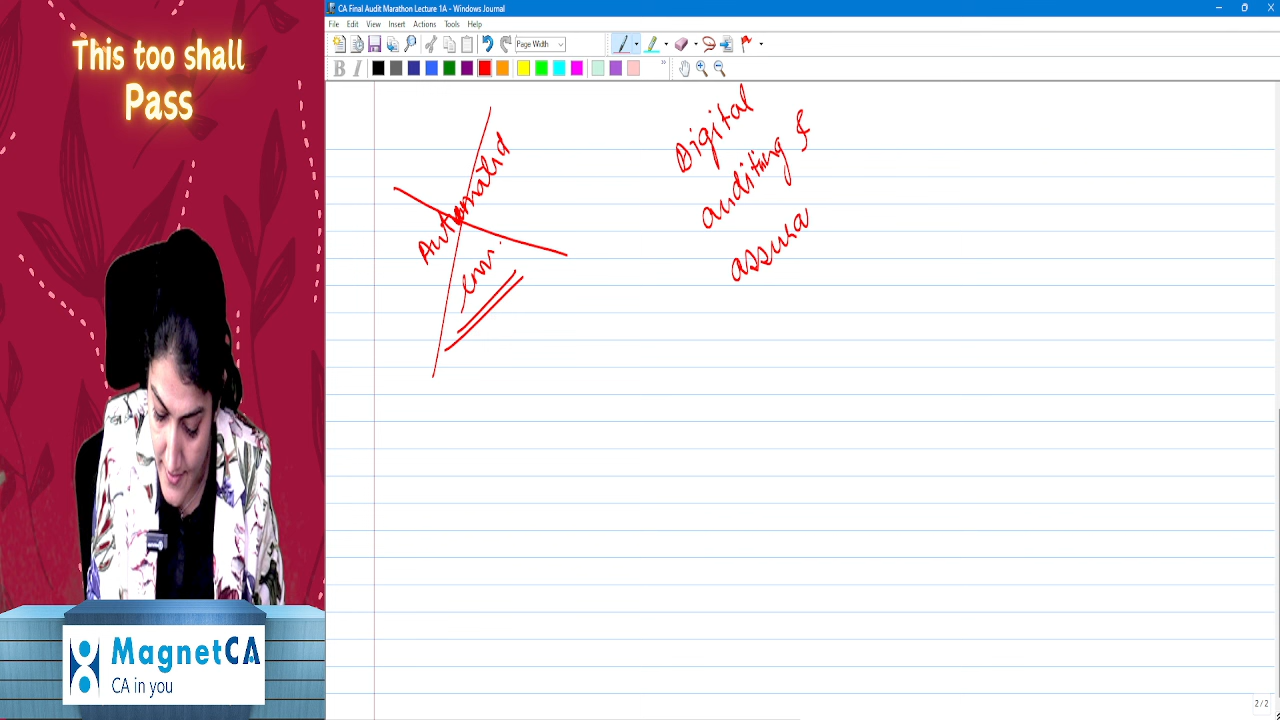 This too shall
Pass
CA Final Audit Marathon Lecture 1A - Windows Journal
File Edit View Insert Actions Tools Help
Page Width
B I
Automated
env.
Digital
auditing &
assura
MagnetCA
CA in you
2/2